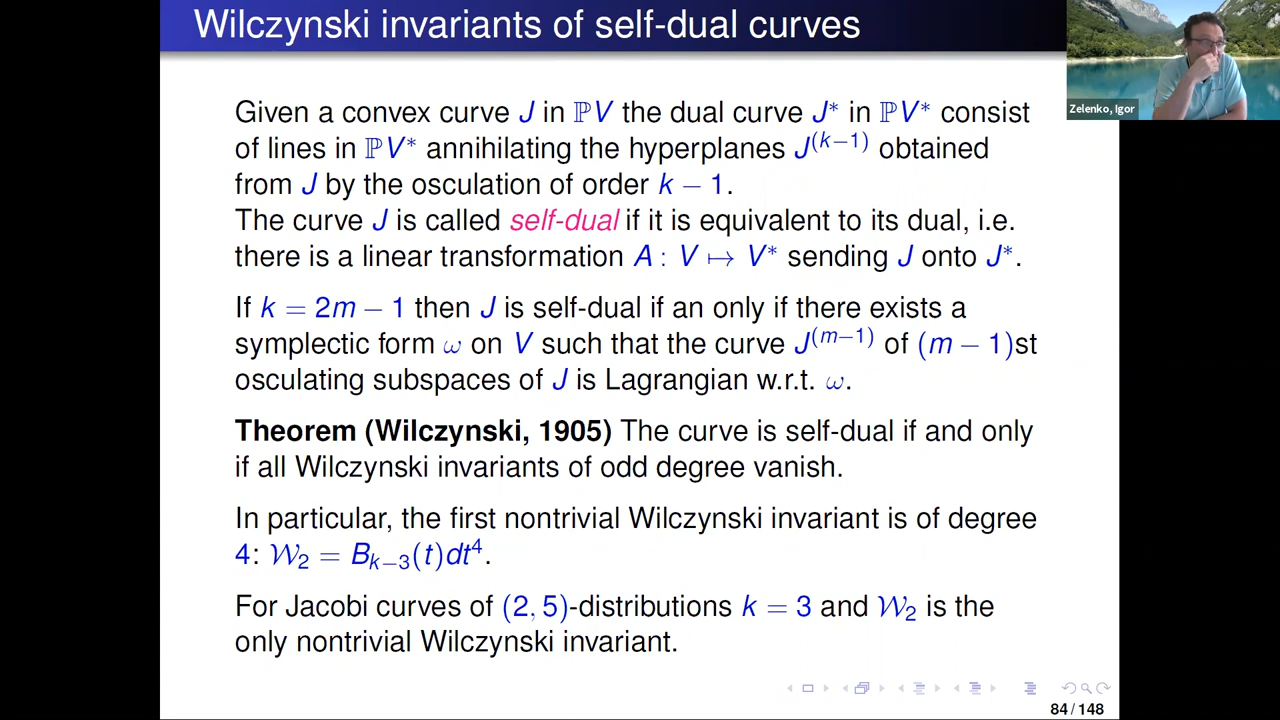 Wilczynski invariants of self-dual curves
Zelenko, Igor
Given a convex curve J in ℙV the dual curve J* in ℙV* consist
of lines in ℙV* annihilating the hyperplanes J^(k−1) obtained
from J by the osculation of order k − 1.
The curve J is called self-dual if it is equivalent to its dual, i.e.
there is a linear transformation A : V ↦ V* sending J onto J*.
If k = 2m − 1 then J is self-dual if an only if there exists a
symplectic form ω on V such that the curve J^(m−1) of (m − 1)st
osculating subspaces of J is Lagrangian w.r.t. ω.
Theorem (Wilczynski, 1905) The curve is self-dual if and only
if all Wilczynski invariants of odd degree vanish.
In particular, the first nontrivial Wilczynski invariant is of degree
4: 𝒲₂ = B_{k−3}(t)dt⁴.
For Jacobi curves of (2, 5)-distributions k = 3 and 𝒲₂ is the
only nontrivial Wilczynski invariant.
84 / 148